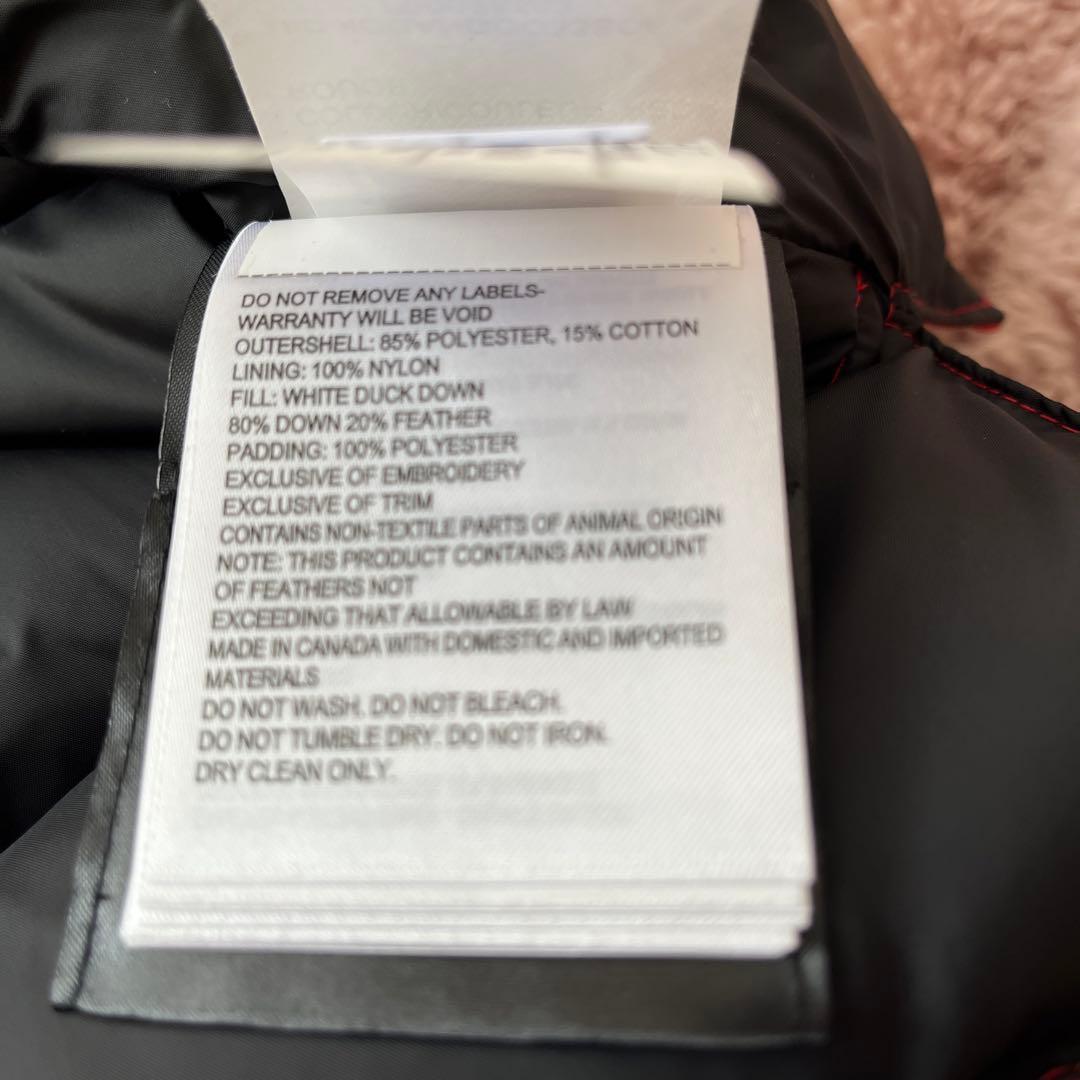 DO NOT REMOVE ANY LABELS-
WARRANTY WILL BE VOID
OUTERSHELL: 85% POLYESTER, 15% COTTON
LINING: 100% NYLON
FILL: WHITE DUCK DOWN
80% DOWN 20% FEATHER
PADDING: 100% POLYESTER
EXCLUSIVE OF EMBROIDERY
EXCLUSIVE OF TRIM
CONTAINS NON-TEXTILE PARTS OF ANIMAL ORIGIN
NOTE: THIS PRODUCT CONTAINS AN AMOUNT
OF FEATHERS NOT
EXCEEDING THAT ALLOWABLE BY LAW
MADE IN CANADA WITH DOMESTIC AND IMPORTED
MATERIALS
DO NOT WASH. DO NOT BLEACH.
DO NOT TUMBLE DRY. DO NOT IRON.
DRY CLEAN ONLY.